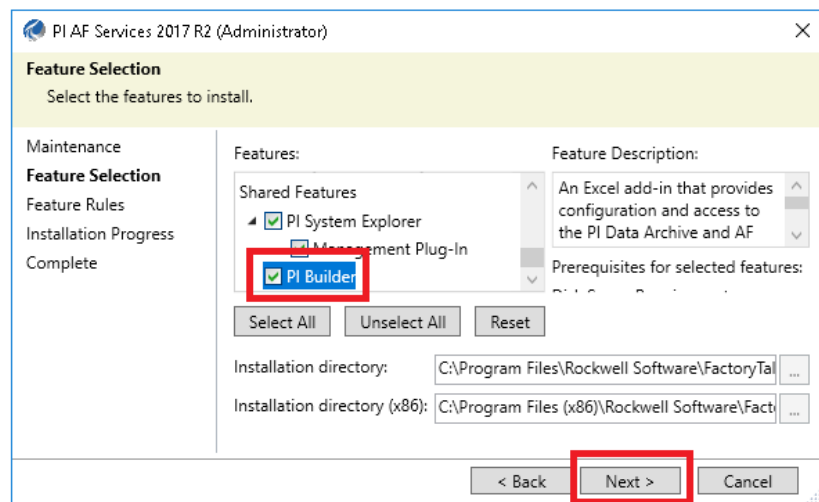 PI AF Services 2017 R2 (Administrator)
Feature Selection
Select the features to install.
Maintenance
Feature Selection
Feature Rules
Installation Progress
Complete
Features:
Shared Features
PI System Explorer
Management Plug-In
PI Builder
Feature Description:
An Excel add-in that provides
configuration and access to
the PI Data Archive and AF
Prerequisites for selected features:
Select All
Unselect All
Reset
Installation directory:
C:\Program Files\Rockwell Software\FactoryTal
...
Installation directory (x86):
C:\Program Files (x86)\Rockwell Software\Fact
...
< Back
Next >
Cancel